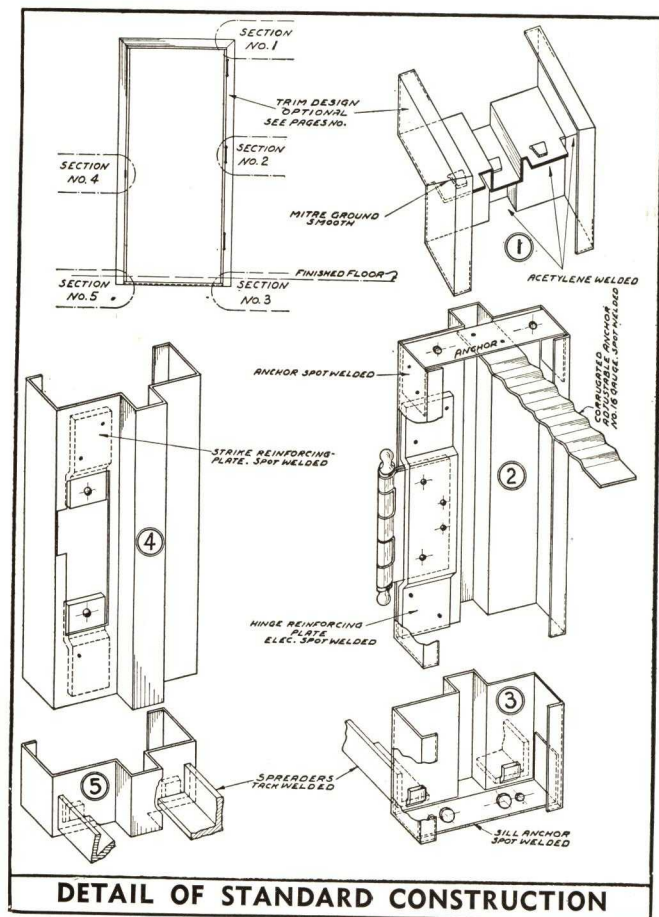 SECTION
NO. 1
TRIM DESIGN
OPTIONAL
SEE PAGES NO.
SECTION
NO. 2
SECTION
NO. 4
MITRE GROUND
SMOOTH
1
ACETYLENE WELDED
FINISHED FLOOR
SECTION
NO. 5
SECTION
NO. 3
ANCHOR SPOT WELDED
ANCHOR
CORRUGATED
ADJUSTABLE ANCHOR
NO. 16 GAUGE. SPOT WELDED
STRIKE REINFORCING-
PLATE. SPOT WELDED
2
4
HINGE REINFORCING
PLATE
ELEC. SPOT WELDED
3
5
SPREADERS
TACK WELDED
SILL ANCHOR
SPOT WELDED
DETAIL OF STANDARD CONSTRUCTION